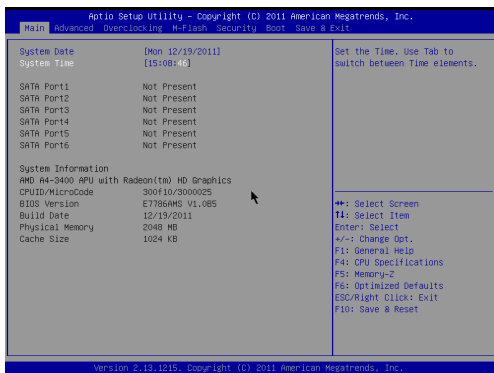 Aptio Setup Utility – Copyright (C) 2011 American Megatrends, Inc.
Main Advanced Overclocking M-Flash Security Boot Save & Exit
System Date [Mon 12/19/2011]
System Time [15:08:46]
SATA Port1 Not Present
SATA Port2 Not Present
SATA Port3 Not Present
SATA Port4 Not Present
SATA Port5 Not Present
SATA Port6 Not Present
System Information
AMD A4-3400 APU with Radeon(tm) HD Graphics
CPUID/MicroCode 300f10/3000025
BIOS Version E7786AMS V1.0B5
Build Date 12/19/2011
Physical Memory 2048 MB
Cache Size 1024 KB
Set the Time. Use Tab to
switch between Time elements.
→←: Select Screen
↑↓: Select Item
Enter: Select
+/-: Change Opt.
F1: General Help
F4: CPU Specifications
F5: Memory-Z
F6: Optimized Defaults
ESC/Right Click: Exit
F10: Save & Reset
Version 2.13.1215. Copyright (C) 2011 American Megatrends, Inc.